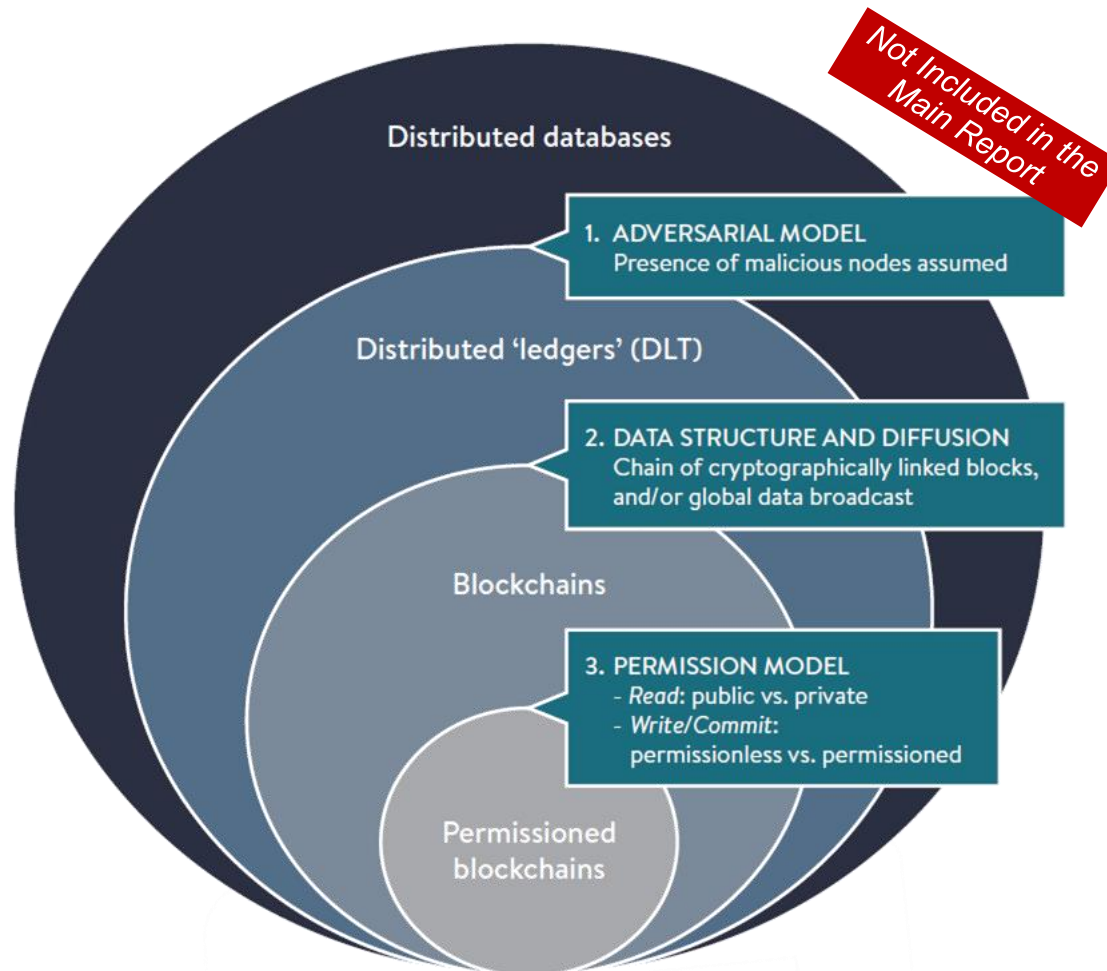 Not Included in the
Main Report
Distributed databases
1. ADVERSARIAL MODEL
Presence of malicious nodes assumed
Distributed ‘ledgers’ (DLT)
2. DATA STRUCTURE AND DIFFUSION
Chain of cryptographically linked blocks,
and/or global data broadcast
Blockchains
3. PERMISSION MODEL
- Read: public vs. private
- Write/Commit:
permissionless vs. permissioned
Permissioned
blockchains